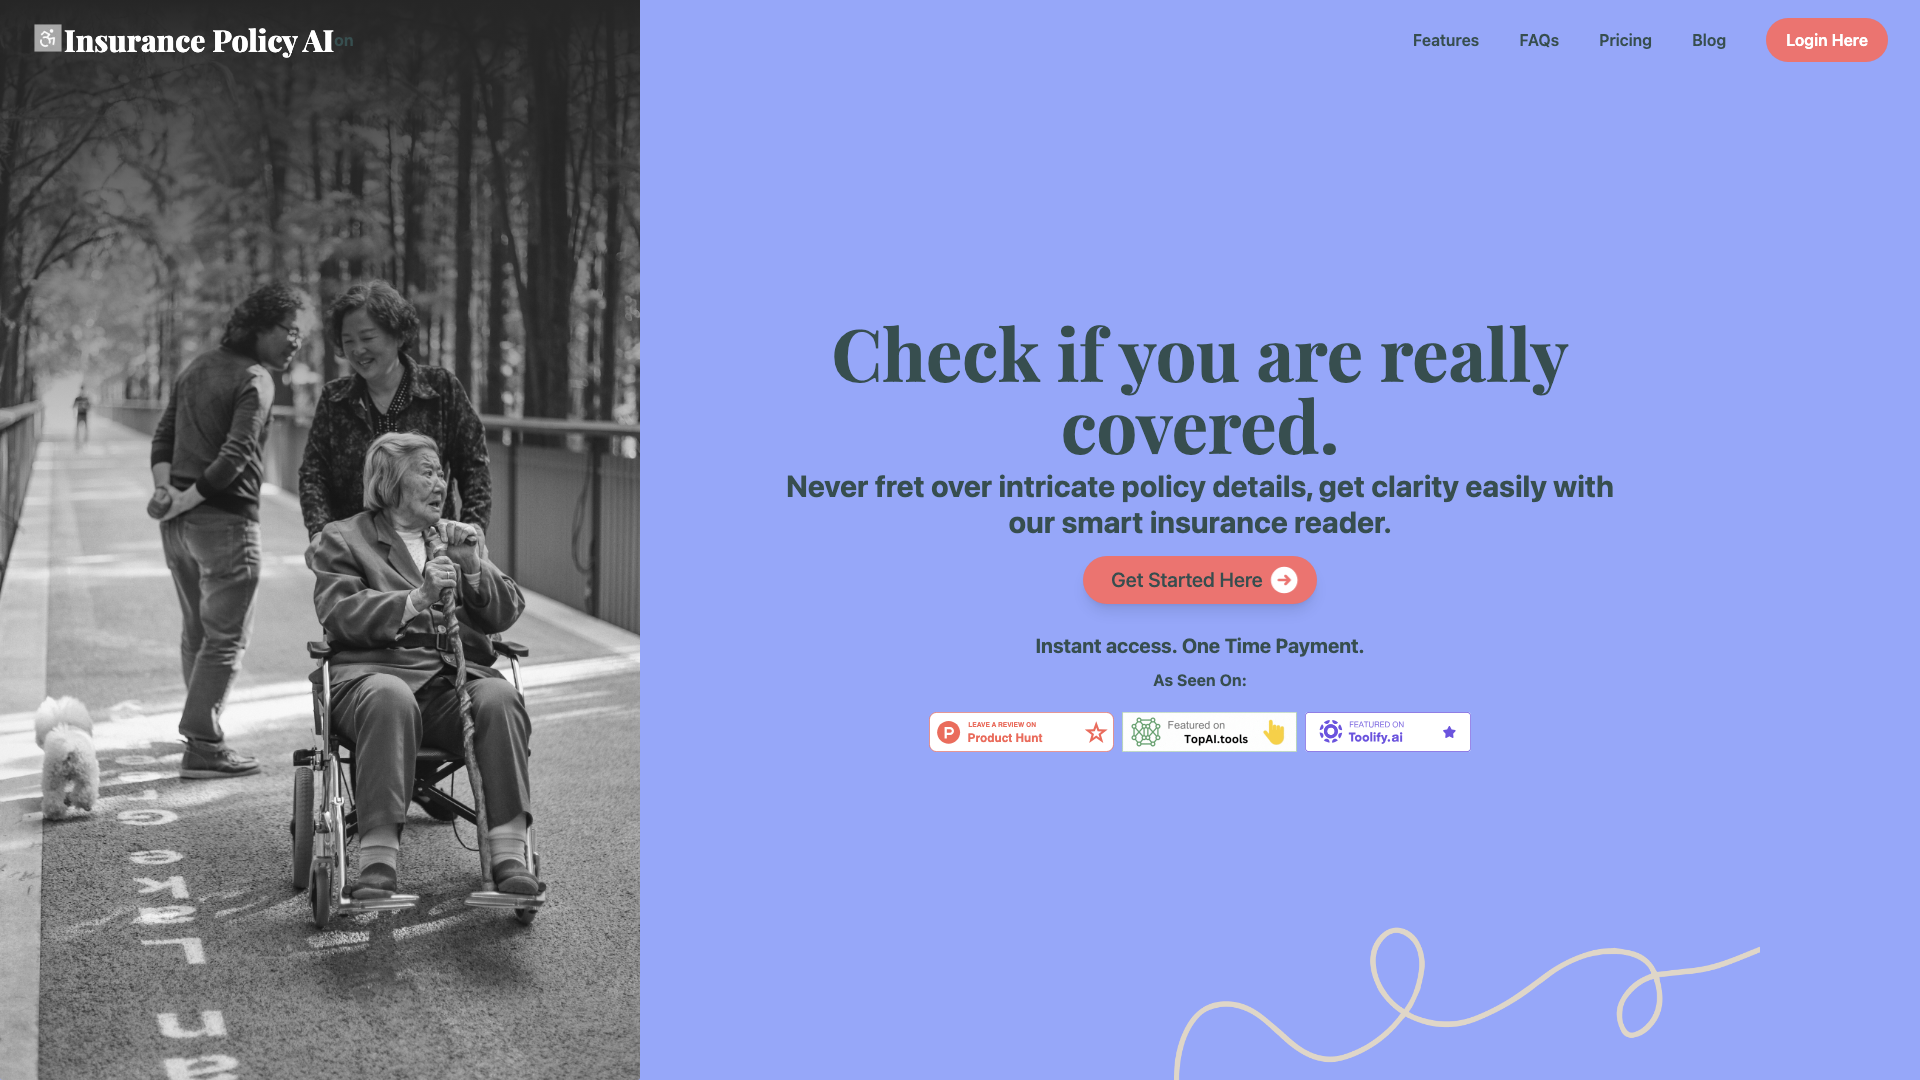 Insurance Policy AI on
Features
FAQs
Pricing
Blog
Login Here
Check if you are really
covered.
Never fret over intricate policy details, get clarity easily with
our smart insurance reader.
Get Started Here
Instant access. One Time Payment.
As Seen On:
LEAVE A REVIEW ON
Product Hunt
Featured on
TopAI.tools
FEATURED ON
Toolify.ai